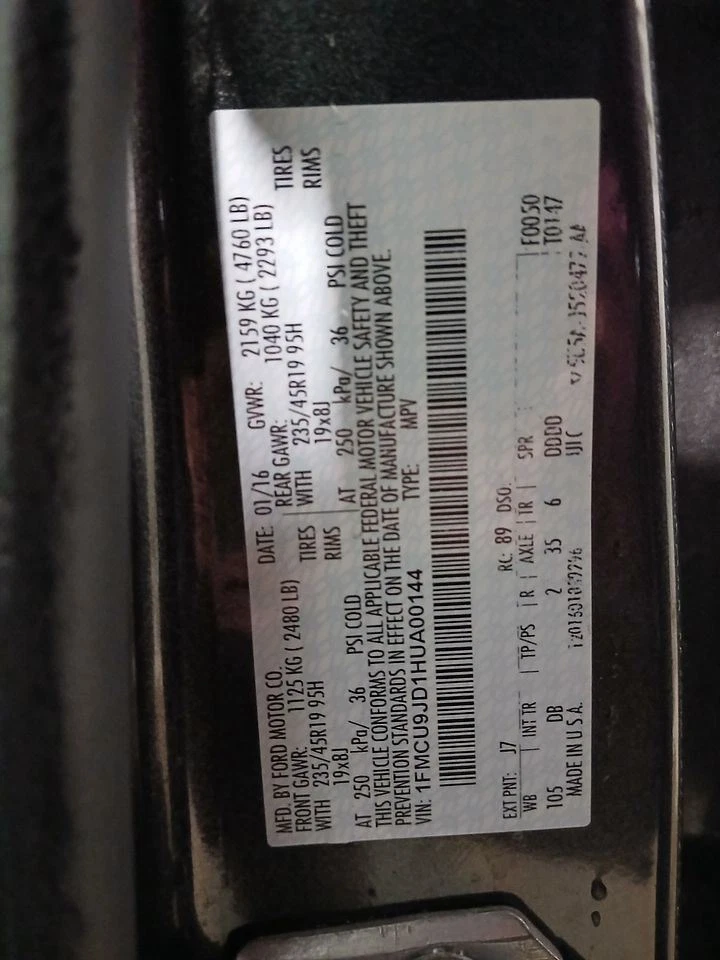 MFD. BY FORD MOTOR CO.
DATE: 01/16 GVWR: 2159 KG ( 4760 LB)
FRONT GAWR: 1125 KG ( 2480 LB)
REAR GAWR: 1040 KG ( 2293 LB)
WITH 235/45R19 95H TIRES
WITH 235/45R19 95H TIRES
19x8J RIMS
19x8J RIMS
AT 250 kPa/ 36 PSI COLD
AT 250 kPa/ 36 PSI COLD
THIS VEHICLE CONFORMS TO ALL APPLICABLE FEDERAL MOTOR VEHICLE SAFETY AND THEFT
PREVENTION STANDARDS IN EFFECT ON THE DATE OF MANUFACTURE SHOWN ABOVE.
VIN: 1FMCU9JD1HUA00144 TYPE: MPV
EXT PNT: J7 RC: 89 DSO: F0050
WB INT TR TP/PS R AXLE TR SPR T0147
105 DB 2 35 6 DDDD
MADE IN U.S.A.